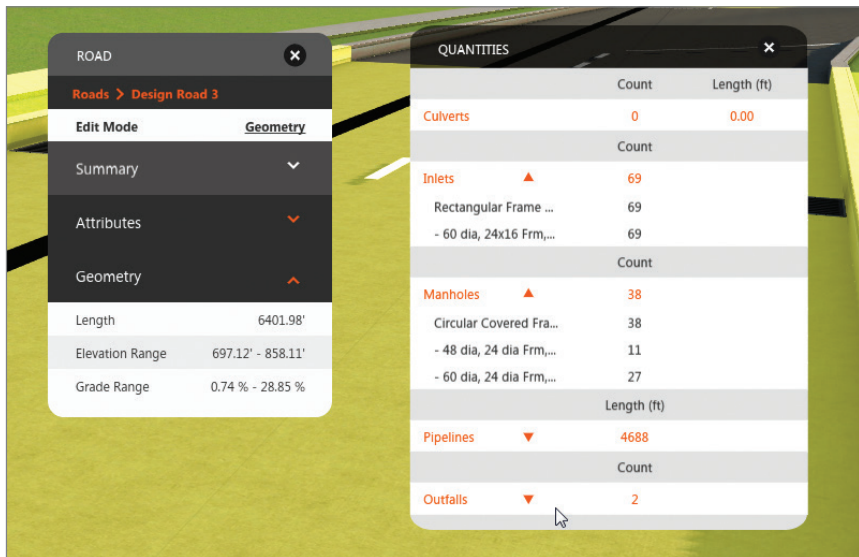 ROAD
Roads > Design Road 3
Edit Mode Geometry
Summary
Attributes
Geometry
Length 6401.98'
Elevation Range 697.12' - 858.11'
Grade Range 0.74 % - 28.85 %
QUANTITIES
Count Length (ft)
Culverts 0 0.00
Count
Inlets 69
Rectangular Frame ... 69
- 60 dia, 24x16 Frm,... 69
Count
Manholes 38
Circular Covered Fra... 38
- 48 dia, 24 dia Frm,... 11
- 60 dia, 24 dia Frm,... 27
Length (ft)
Pipelines 4688
Count
Outfalls 2